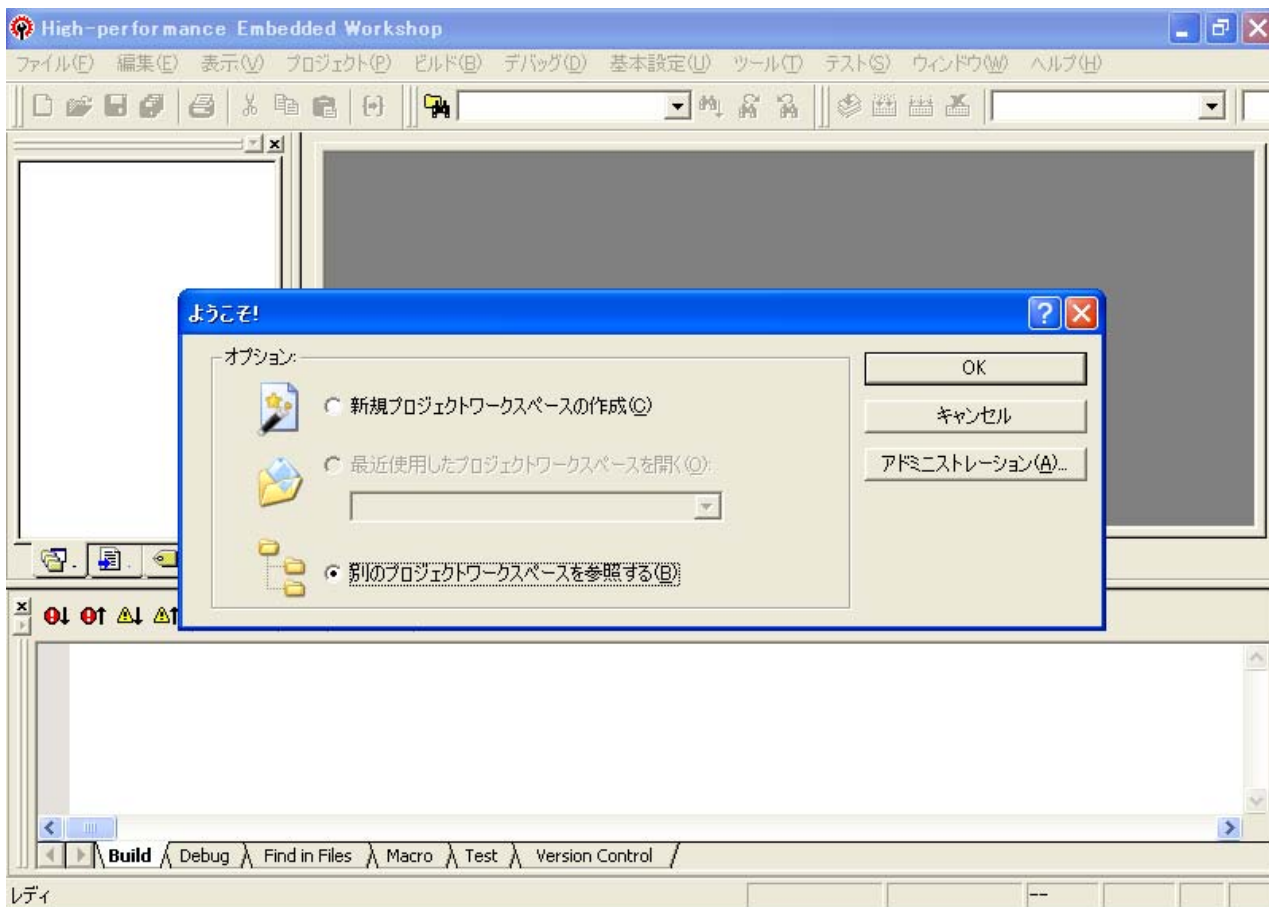 High-performance Embedded Workshop
ファイル(F) 編集(E) 表示(V) プロジェクト(P) ビルド(B) デバッグ(D) 基本設定(U) ツール(T) テスト(S) ウィンドウ(W) ヘルプ(H)
ようこそ!
オプション:
新規プロジェクトワークスペースの作成(C)
最近使用したプロジェクトワークスペースを開く(O):
別のプロジェクトワークスペースを参照する(B)
OK
キャンセル
アドミニストレーション(A)...
Build Debug Find in Files Macro Test Version Control
レディ --